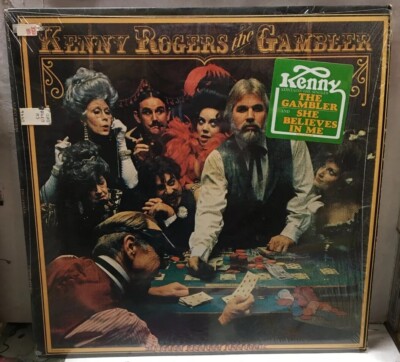 KENNY ROGERS the GAMBLER
Kenny
THE
GAMBLER
SHE
BELIEVES
IN ME